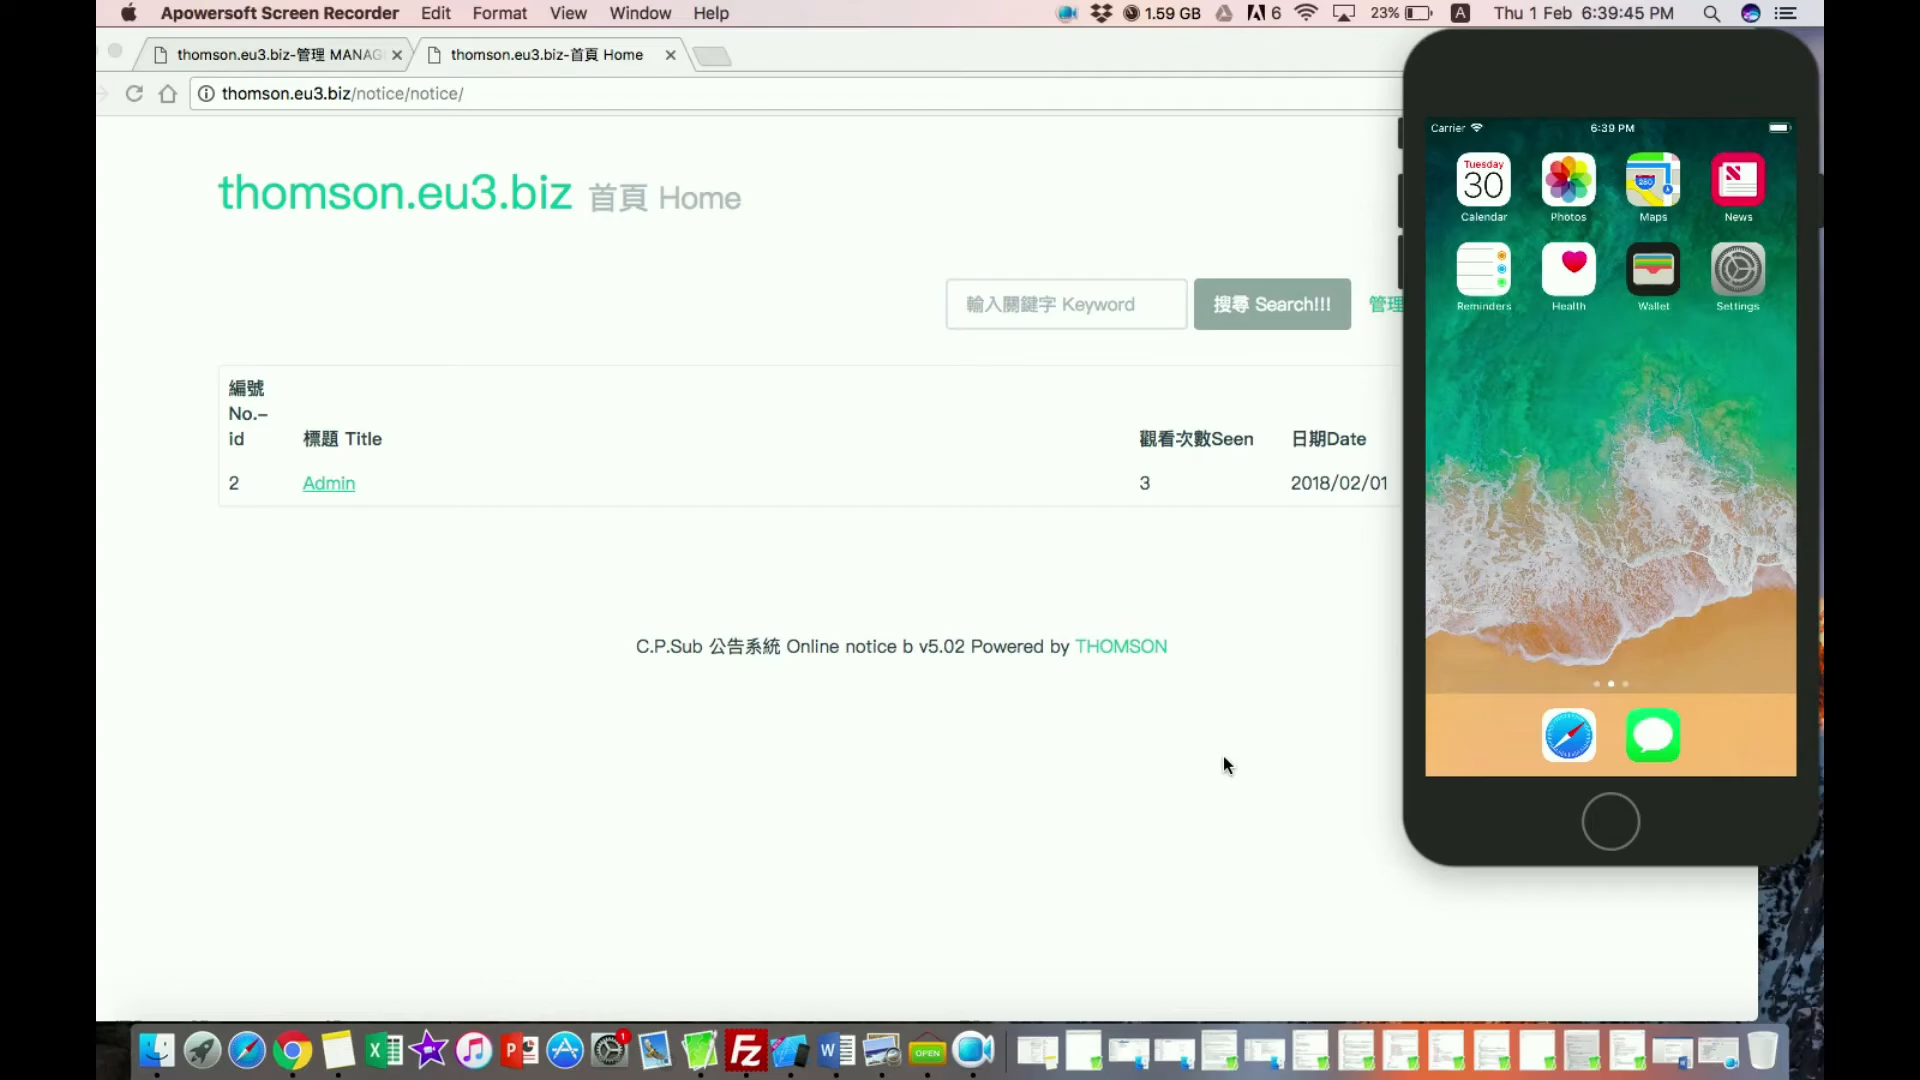 Apowersoft Screen Recorder Edit Format View Window Help 1.59 GB 6 23% A Thu 1 Feb 6:39:45 PM
thomson.eu3.biz-管理 MANAG thomson.eu3.biz-首頁 Home
thomson.eu3.biz/notice/notice/
thomson.eu3.biz 首頁 Home
輸入關鍵字 Keyword 搜尋 Search!!! 管理
編號
No.–
id 標題 Title 觀看次數Seen 日期Date
2 Admin 3 2018/02/01
C.P.Sub 公告系統 Online notice b v5.02 Powered by THOMSON
Carrier 6:39 PM
Tuesday
30 280
Calendar Photos Maps News
Reminders Health Wallet Settings
1
X P W FZ OPEN